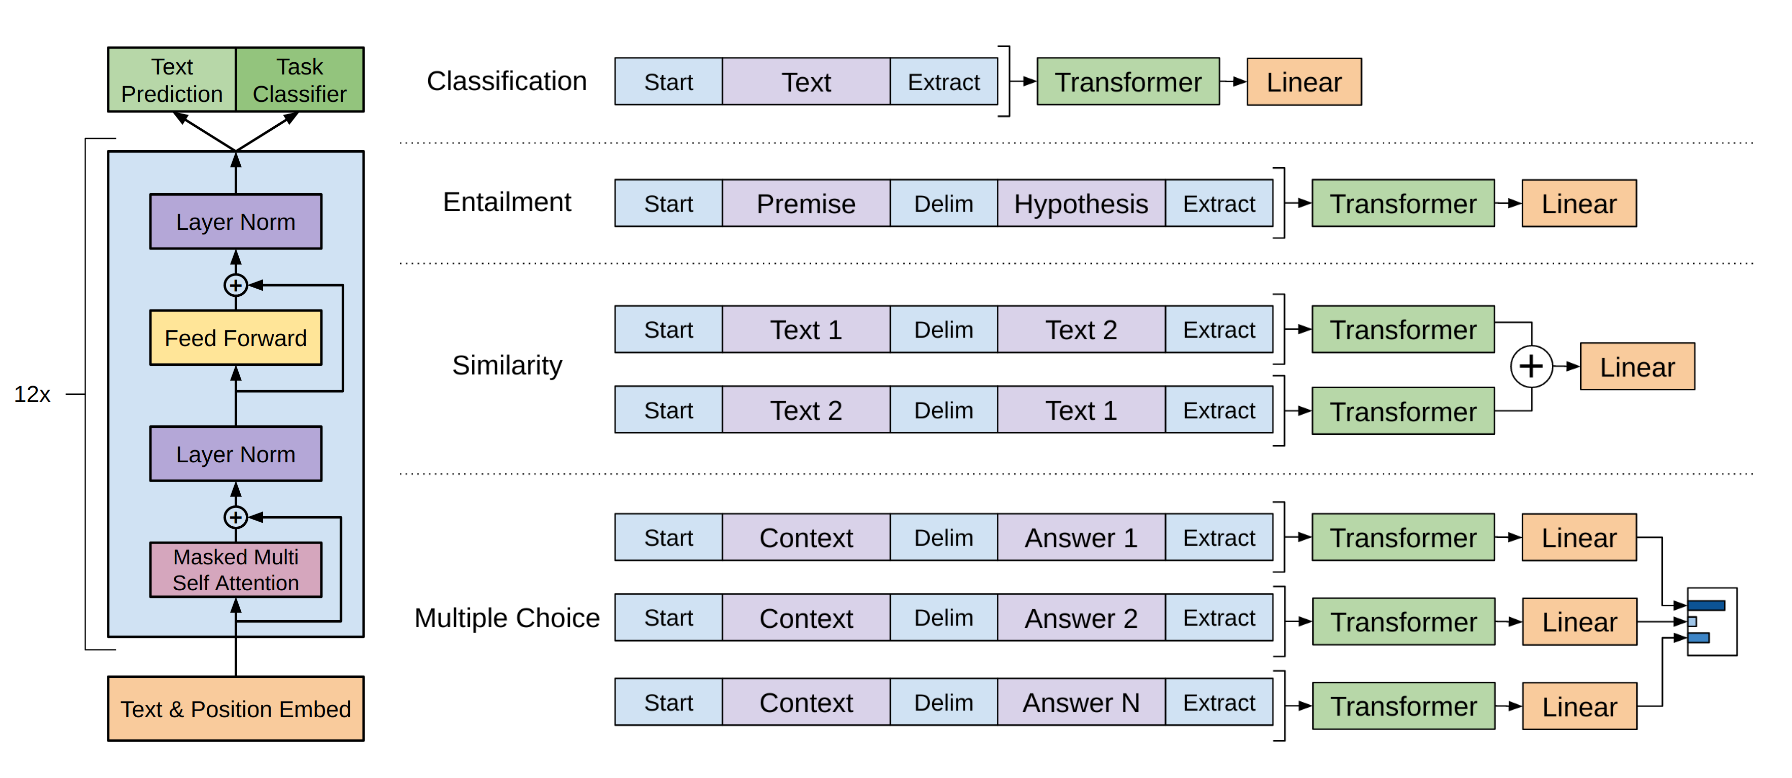 Text
Prediction
Task
Classifier
Layer Norm
+
Feed Forward
12x
Layer Norm
+
Masked Multi
Self Attention
Text & Position Embed
Classification
Start Text Extract Transformer Linear
Entailment
Start Premise Delim Hypothesis Extract Transformer Linear
Similarity
Start Text 1 Delim Text 2 Extract Transformer
+ Linear
Start Text 2 Delim Text 1 Extract Transformer
Multiple Choice
Start Context Delim Answer 1 Extract Transformer Linear
Start Context Delim Answer 2 Extract Transformer Linear
Start Context Delim Answer N Extract Transformer Linear